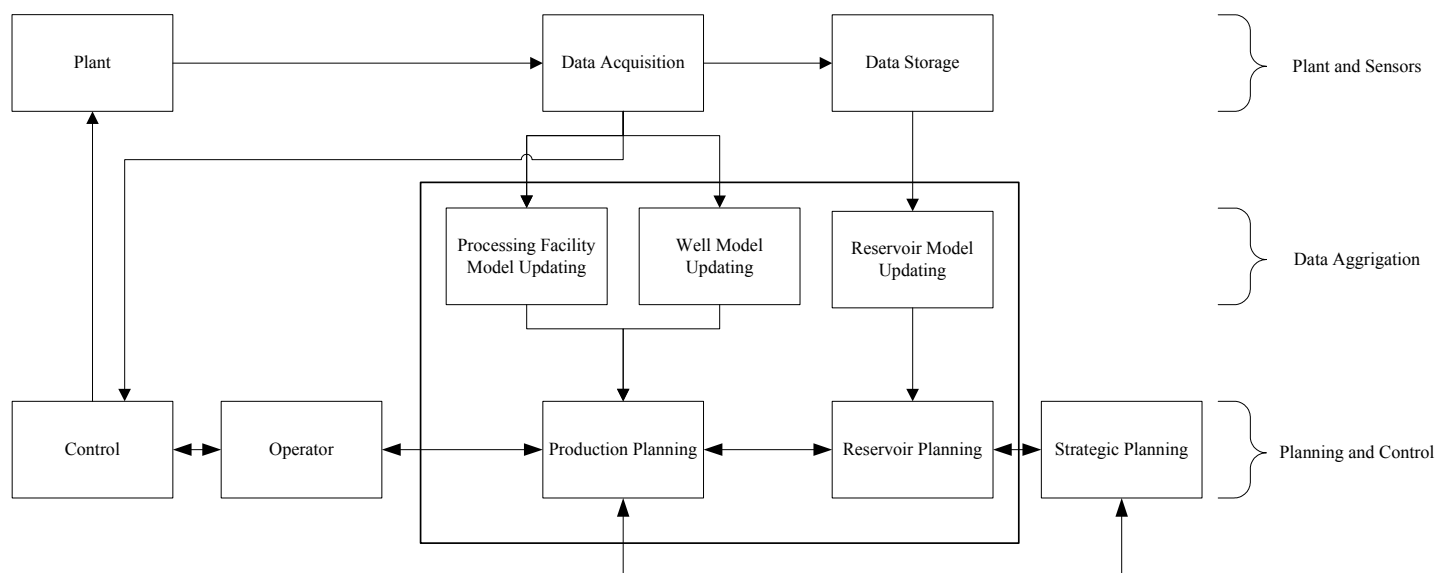 Plant
Data Acquisition
Data Storage
Plant and Sensors
Processing Facility
Model Updating
Well Model
Updating
Reservoir Model
Updating
Data Aggrigation
Control
Operator
Production Planning
Reservoir Planning
Strategic Planning
Planning and Control